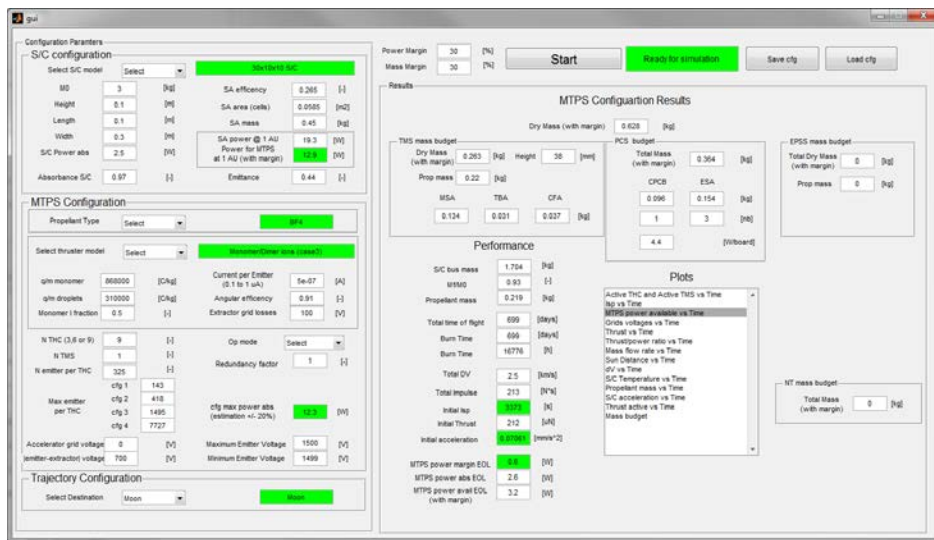 gui
Configuration Paramters
S/C configuration
Select S/C model Select 30x10x10 S/C
M0 3 [kg] SA efficency 0.265 [-]
Height 0.1 [m] SA area (cells) 0.0585 [m2]
Length 0.1 [m] SA mass 0.45 [kg]
Width 0.3 [m] SA power @ 1 AU 19.3 [W]
S/C Power abs 2.5 [W] Power for MTPS at 1 AU (with margin) 12.9 [W]
Absorbance S/C 0.97 [-] Emittance 0.44 [-]
MTPS Configuration
Propellant Type Select BF4
Select thruster model Select Monomer/Dimer ions (case2)
q/m monomer 868000 [C/kg] Current per Emitter (0.1 to 1 uA) 5e-07 [A]
q/m droplets 310000 [C/kg] Angular efficency 0.91 [-]
Monomer i fraction 0.5 [-] Extractor grid losses 100 [V]
N THC (3,6 or 9) 9 [-] Op mode Select
N TMS 1 [-] Redundancy factor 1 [-]
N emitter per THC 325 [-]
Max emitter per THC
cfg 1 143
cfg 2 418
cfg 3 1495
cfg 4 7727
cfg max power abs (estimation +/- 20%) 12.3 [W]
Accelerator grid voltage 0 [V] Maximum Emitter Voltage 1500 [V]
(emitter-extractor) voltage 700 [V] Minimum Emitter Voltage 1499 [V]
Trajectory Configuration
Select Destination Moon Moon
Power Margin 30 [%]
Mass Margin 30 [%]
Start Ready for simulation Save cfg Load cfg
Results
MTPS Configuartion Results
Dry Mass (with margin) 0.628 [kg]
TMS mass budget
Dry Mass (with margin) 0.263 [kg] Height 38 [mm]
Prop mass 0.22 [kg]
MSA TBA CFA
0.134 0.031 0.037 [kg]
PCS budget
Total Mass (with margin) 0.364 [kg]
CPCB ESA
0.096 0.154 [kg]
1 3 [nb]
4.4 [W/board]
EPSS mass budget
Total Dry Mass (with margin) 0 [kg]
Prop mass 0 [kg]
Performance
S/C bus mass 1.704 [kg]
M1/M0 0.93 [-]
Propellant mass 0.219 [kg]
Total time of flight 699 [days]
Burn Time 699 [days]
Burn Time 16776 [h]
Total DV 2.5 [km/s]
Total Impulse 213 [N*s]
Initial Isp 3373 [s]
Initial Thrust 212 [uN]
Initial acceleration 0.07061 [mm/s^2]
MTPS power margin EOL 0.6 [W]
MTPS power abs EOL 2.6 [W]
MTPS power avail EOL (with margin) 3.2 [W]
Plots
Active THC and Active TMS vs Time
Isp vs Time
MTPS power available vs Time
Grids voltages vs Time
Thrust vs Time
Thrust/power ratio vs Time
Mass flow rate vs Time
Sun Distance vs Time
dV vs Time
S/C Temperature vs Time
Propellant mass vs Time
S/C acceleration vs Time
Thrust active vs Time
Mass budget
NT mass budget
Total Mass (with margin) 0 [kg]